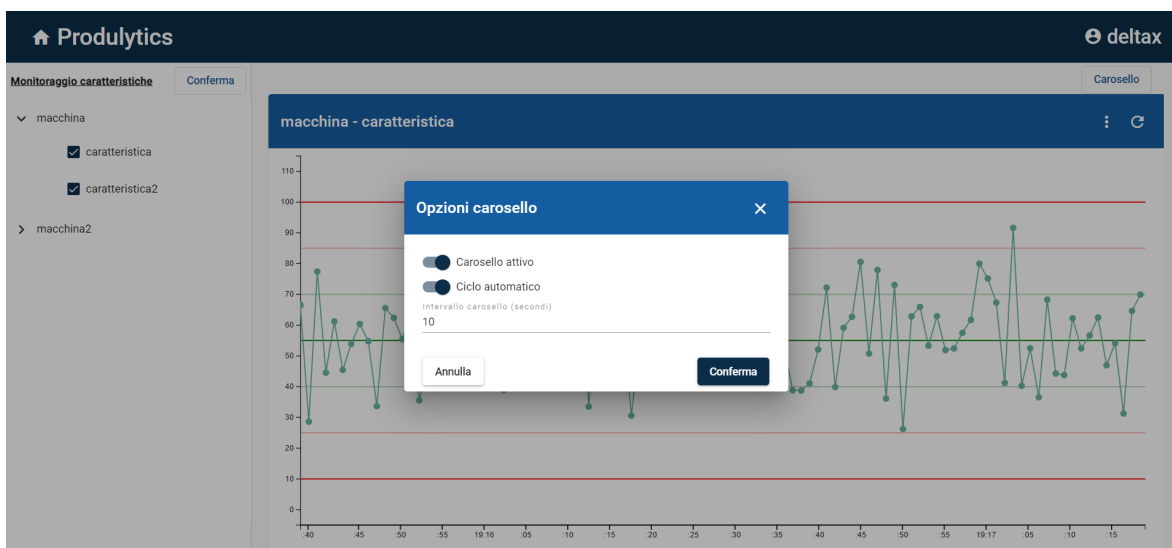 Produlytics
deltax
Monitoraggio caratteristiche
Conferma
Carosello
macchina
caratteristica
caratteristica2
macchina2
macchina - caratteristica
Opzioni carosello
Carosello attivo
Ciclo automatico
Intervallo carosello (secondi)
10
Annulla
Conferma
110
100
90
80
70
60
50
40
30
20
10
0
:40 :45 :50 :55 19:16 :05 :10 :15 :20 :25 :30 :35 :40 :45 :50 :55 19:17 :05 :10 :15